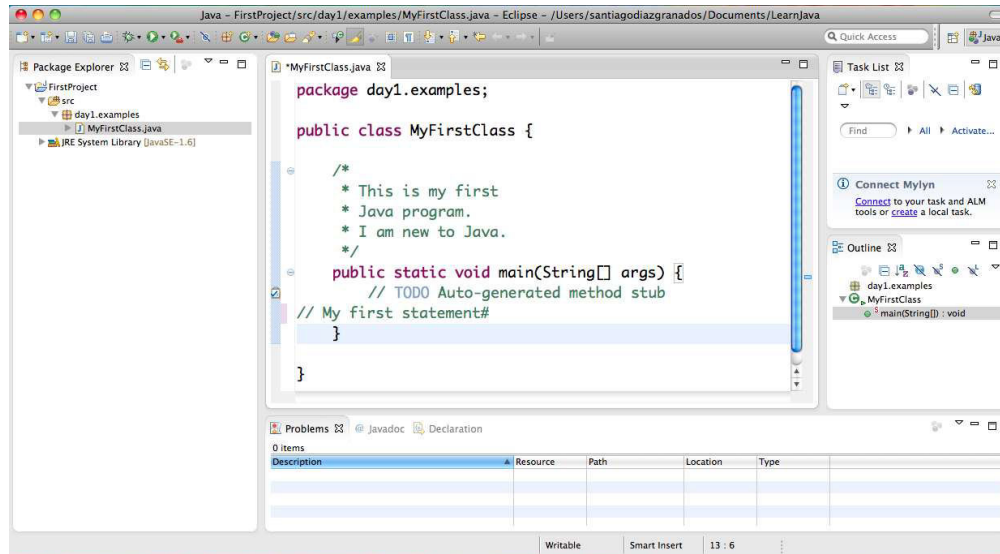 Java - FirstProject/src/day1/examples/MyFirstClass.java - Eclipse - /Users/santiagodiazgranados/Documents/LearnJava
Quick Access
Java
Package Explorer
FirstProject
src
day1.examples
MyFirstClass.java
JRE System Library [JavaSE-1.6]
*MyFirstClass.java
package day1.examples;
public class MyFirstClass {
/*
* This is my first
* Java program.
* I am new to Java.
*/
public static void main(String[] args) {
// TODO Auto-generated method stub
// My first statement#
}
}
Task List
Find
All
Activate...
Connect Mylyn
Connect to your task and ALM
tools or create a local task.
Outline
day1.examples
MyFirstClass
main(String[]) : void
Problems @ Javadoc Declaration
0 items
Description Resource Path Location Type
Writable Smart Insert 13 : 6